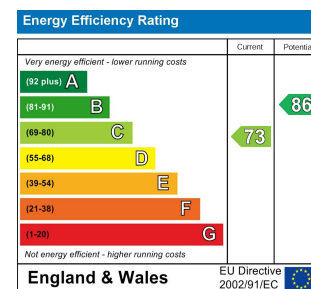 Energy Efficiency Rating
Current Potentia
Very energy efficient - lower running costs
(92 plus) A
(81-91) B
86
(69-80) C
73
(55-68) D
(39-54) E
(21-38) F
(1-20) G
Not energy efficient - higher running costs
England & Wales
EU Directive
2002/91/EC